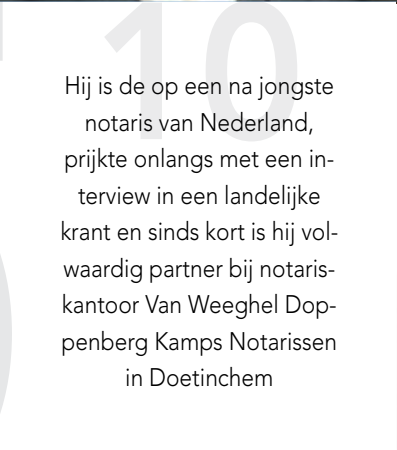 10
Hij is de op een na jongste
notaris van Nederland,
prijkte onlangs met een in-
terview in een landelijke
krant en sinds kort is hij vol-
waardig partner bij notaris-
kantoor Van Weeghel Dop-
penberg Kamps Notarissen
in Doetinchem